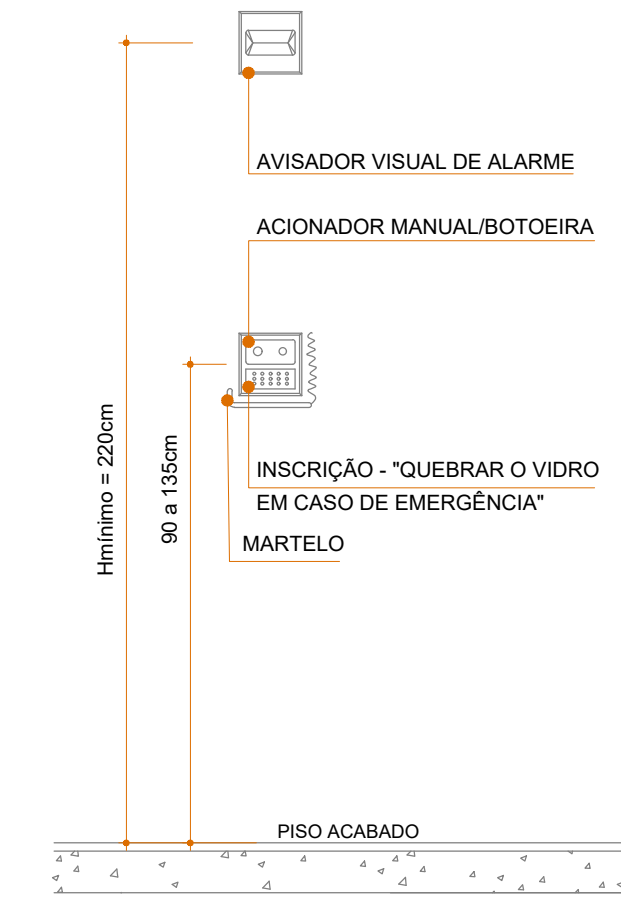 AVISADOR VISUAL DE ALARME
ACIONADOR MANUAL/BOTOEIRA
Hmínimo = 220cm
90 a 135cm
INSCRIÇÃO - "QUEBRAR O VIDRO
EM CASO DE EMERGÊNCIA"
MARTELO
PISO ACABADO